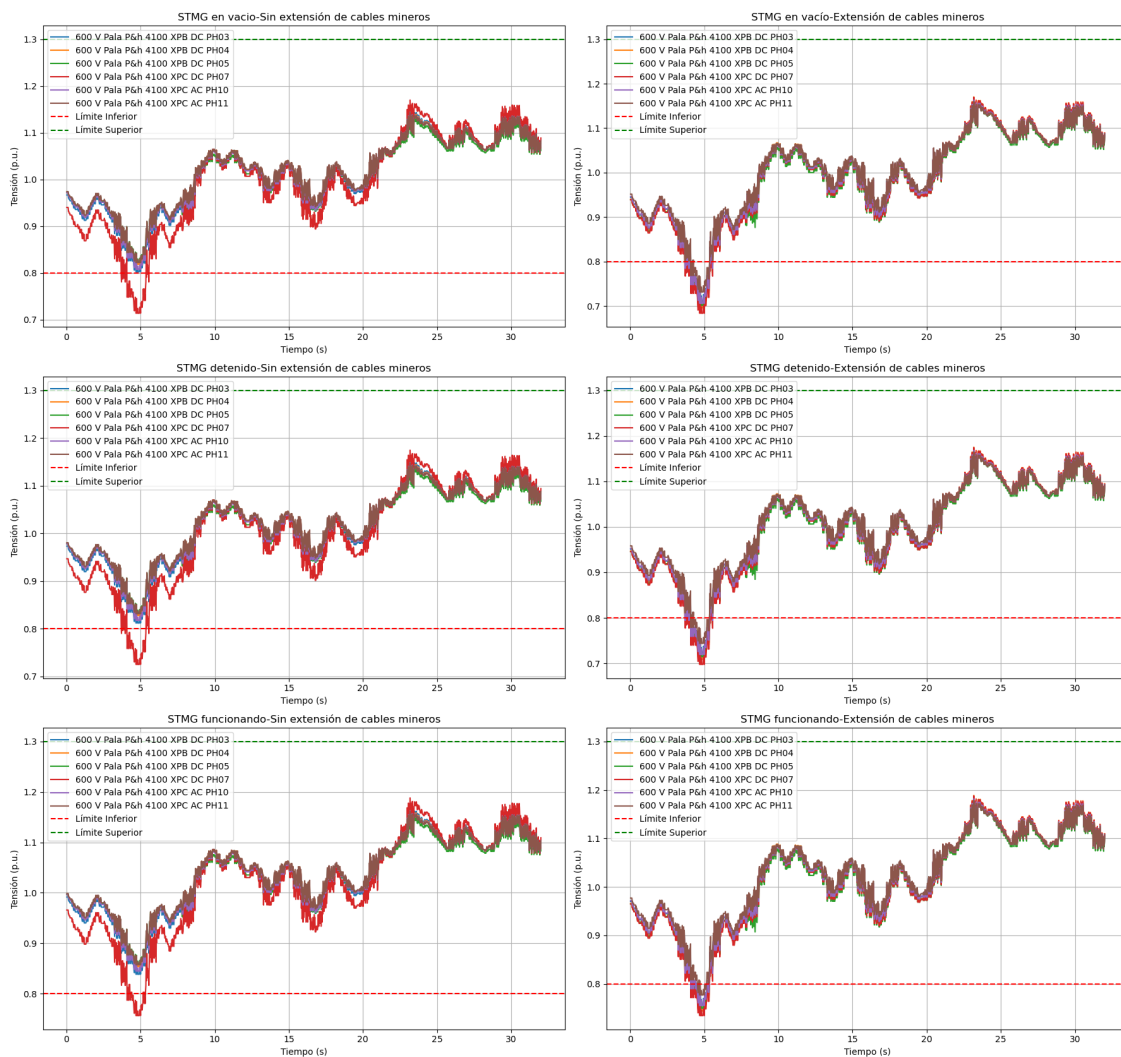 STMG en vacio-Sin extensión de cables mineros
600 V Pala P&h 4100 XPB DC PH03
600 V Pala P&h 4100 XPB DC PH04
600 V Pala P&h 4100 XPB DC PH05
600 V Pala P&h 4100 XPC DC PH07
600 V Pala P&h 4100 XPC AC PH10
600 V Pala P&h 4100 XPC AC PH11
Límite Inferior
Límite Superior
Tensión (p.u.)
1.3
1.2
1.1
1.0
0.9
0.8
0.7
0 5 10 15 20 25 30
Tiempo (s)
STMG en vacío-Extensión de cables mineros
600 V Pala P&h 4100 XPB DC PH03
600 V Pala P&h 4100 XPB DC PH04
600 V Pala P&h 4100 XPB DC PH05
600 V Pala P&h 4100 XPC DC PH07
600 V Pala P&h 4100 XPC AC PH10
600 V Pala P&h 4100 XPC AC PH11
Límite Inferior
Límite Superior
Tensión (p.u.)
1.3
1.2
1.1
1.0
0.9
0.8
0.7
0 5 10 15 20 25 30
Tiempo (s)
STMG detenido-Sin extensión de cables mineros
600 V Pala P&h 4100 XPB DC PH03
600 V Pala P&h 4100 XPB DC PH04
600 V Pala P&h 4100 XPB DC PH05
600 V Pala P&h 4100 XPC DC PH07
600 V Pala P&h 4100 XPC AC PH10
600 V Pala P&h 4100 XPC AC PH11
Límite Inferior
Límite Superior
Tensión (p.u.)
1.3
1.2
1.1
1.0
0.9
0.8
0.7
0 5 10 15 20 25 30
Tiempo (s)
STMG detenido-Extensión de cables mineros
600 V Pala P&h 4100 XPB DC PH03
600 V Pala P&h 4100 XPB DC PH04
600 V Pala P&h 4100 XPB DC PH05
600 V Pala P&h 4100 XPC DC PH07
600 V Pala P&h 4100 XPC AC PH10
600 V Pala P&h 4100 XPC AC PH11
Límite Inferior
Límite Superior
Tensión (p.u.)
1.3
1.2
1.1
1.0
0.9
0.8
0.7
0 5 10 15 20 25 30
Tiempo (s)
STMG funcionando-Sin extensión de cables mineros
600 V Pala P&h 4100 XPB DC PH03
600 V Pala P&h 4100 XPB DC PH04
600 V Pala P&h 4100 XPB DC PH05
600 V Pala P&h 4100 XPC DC PH07
600 V Pala P&h 4100 XPC AC PH10
600 V Pala P&h 4100 XPC AC PH11
Límite Inferior
Límite Superior
Tensión (p.u.)
1.3
1.2
1.1
1.0
0.9
0.8
0 5 10 15 20 25 30
Tiempo (s)
STMG funcionando-Extensión de cables mineros
600 V Pala P&h 4100 XPB DC PH03
600 V Pala P&h 4100 XPB DC PH04
600 V Pala P&h 4100 XPB DC PH05
600 V Pala P&h 4100 XPC DC PH07
600 V Pala P&h 4100 XPC AC PH10
600 V Pala P&h 4100 XPC AC PH11
Límite Inferior
Límite Superior
Tensión (p.u.)
1.3
1.2
1.1
1.0
0.9
0.8
0 5 10 15 20 25 30
Tiempo (s)